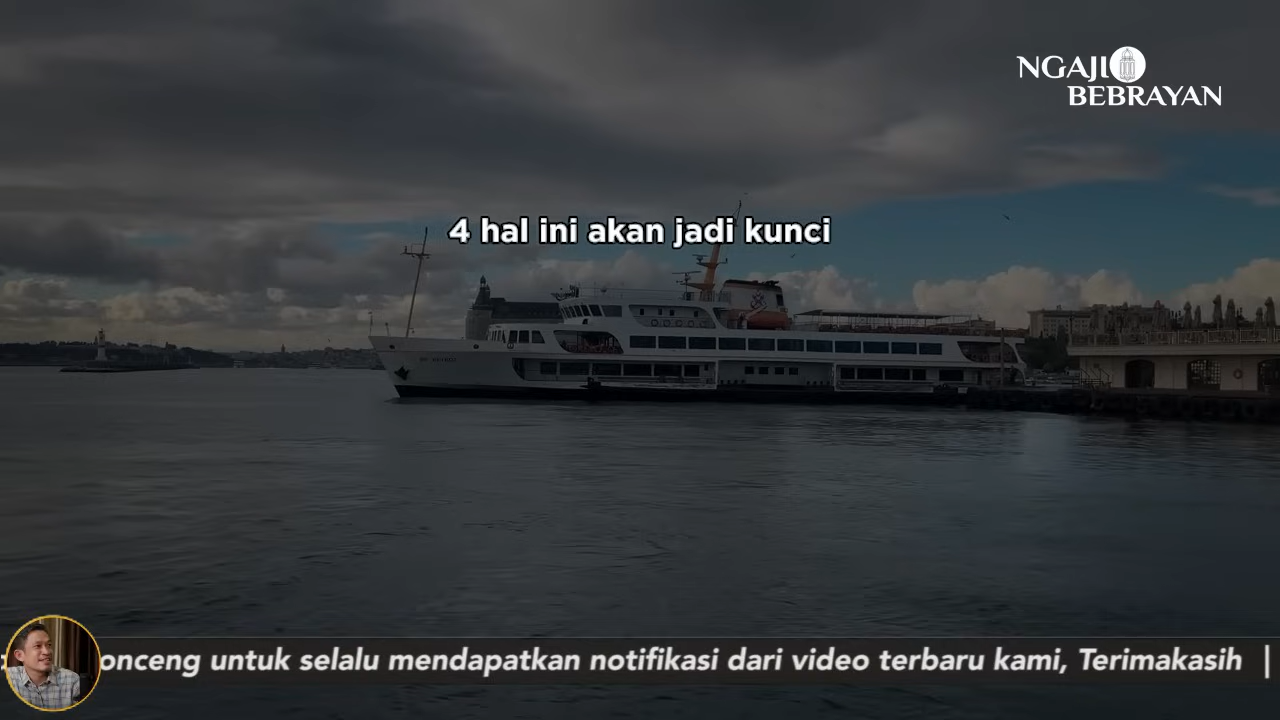 NGAJI
BEBRAYAN
4 hal ini akan jadi kunci
onceng untuk selalu mendapatkan notifikasi dari video terbaru kami, Terimakasih |